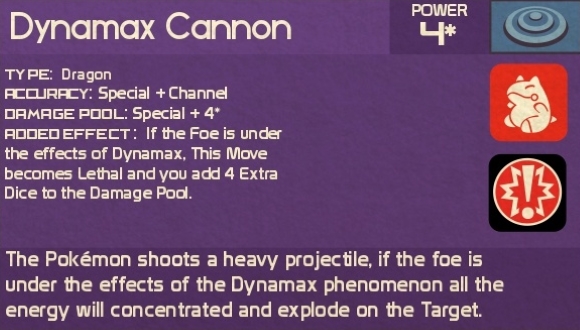 Dynamax Cannon
POWER
4*
TYPE: Dragon
ACCURACY: Special + Channel
DAMAGE POOL: Special + 4*
ADDED EFFECT: If the Foe is under
the effects of Dynamax, This Move
becomes Lethal and you add 4 Extra
Dice to the Damage Pool.
The Pokémon shoots a heavy projectile, if the foe is
under the effects of the Dynamax phenomenon all the
energy will concentrated and explode on the Target.